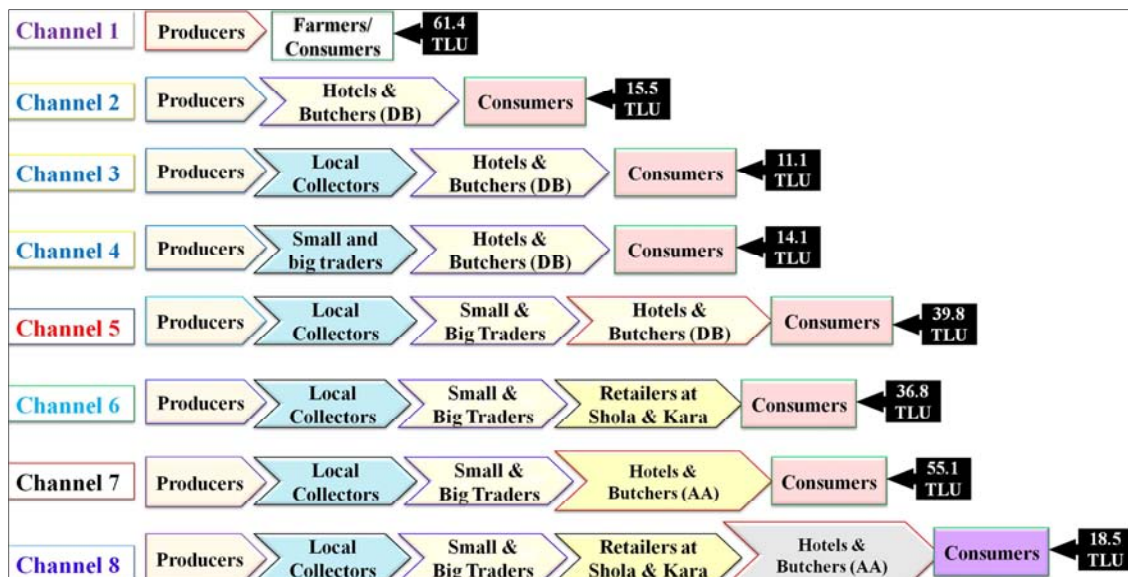 Channel 1
Producers
Farmers/
Consumers
61.4
TLU
Channel 2
Producers
Hotels &
Butchers (DB)
Consumers
15.5
TLU
Channel 3
Producers
Local
Collectors
Hotels &
Butchers (DB)
Consumers
11.1
TLU
Channel 4
Producers
Small and
big traders
Hotels &
Butchers (DB)
Consumers
14.1
TLU
Channel 5
Producers
Local
Collectors
Small &
Big Traders
Hotels &
Butchers (DB)
Consumers
39.8
TLU
Channel 6
Producers
Local
Collectors
Small &
Big Traders
Retailers at
Shola & Kara
Consumers
36.8
TLU
Channel 7
Producers
Local
Collectors
Small &
Big Traders
Hotels &
Butchers (AA)
Consumers
55.1
TLU
Channel 8
Producers
Local
Collectors
Small &
Big Traders
Retailers at
Shola & Kara
Hotels &
Butchers (AA)
Consumers
18.5
TLU